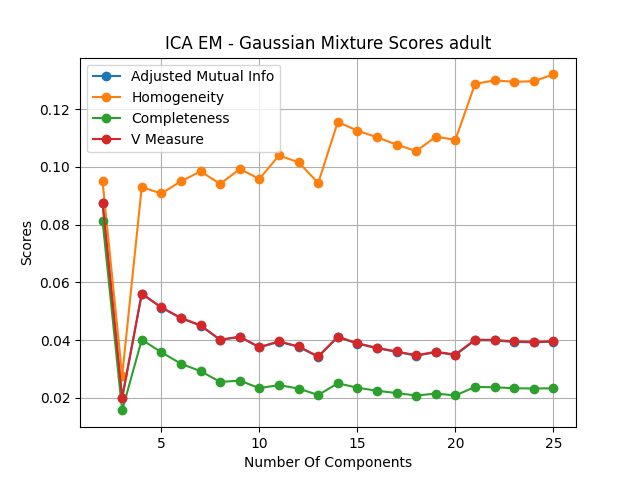 ICA EM - Gaussian Mixture Scores adult
Adjusted Mutual Info
Homogeneity
Completeness
V Measure
0.12
0.10
0.08
0.06
0.04
0.02
Scores
5
10
15
20
25
Number Of Components